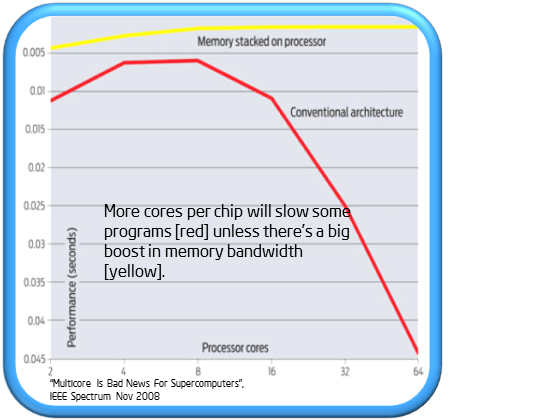 Memory stacked on processor
0.005
0.01
Conventional architecture
0.015
0.02
0.025
More cores per chip will slow some
programs [red] unless there's a big
boost in memory bandwidth
[yellow].
0.03
0.035
0.04
0.045
Performance (seconds)
Processor cores
2 4 8 16 32 64
"Multicore Is Bad News For Supercomputers",
IEEE Spectrum Nov 2008